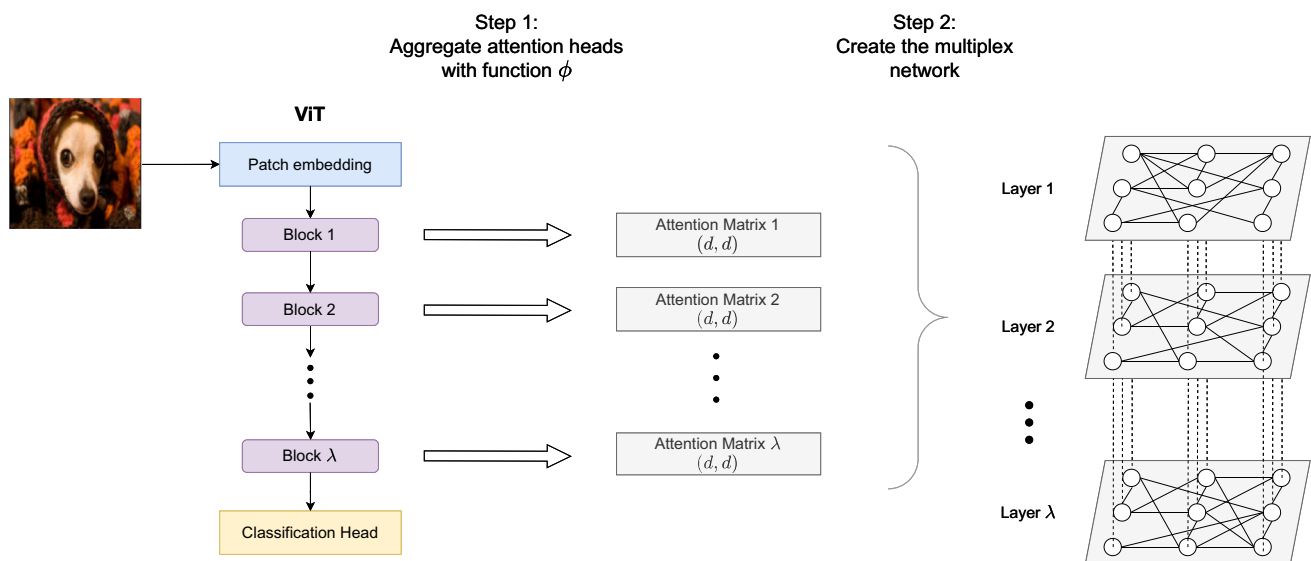 Step 1:
Aggregate attention heads
with function ϕ
Step 2:
Create the multiplex
network
ViT
Patch embedding
Block 1
Block 2
Block λ
Classification Head
Attention Matrix 1
(d, d)
Attention Matrix 2
(d, d)
Attention Matrix λ
(d, d)
Layer 1
Layer 2
Layer λ